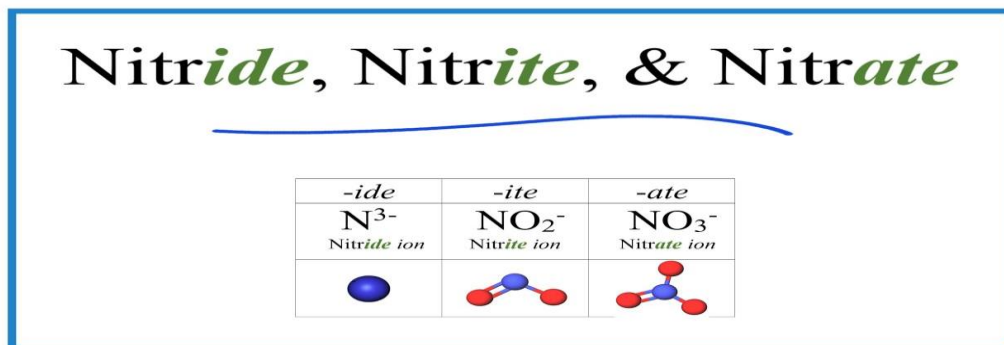 Nitride, Nitrite, & Nitrate
-ide -ite -ate
N³⁻ NO₂⁻ NO₃⁻
Nitride ion Nitrite ion Nitrate ion